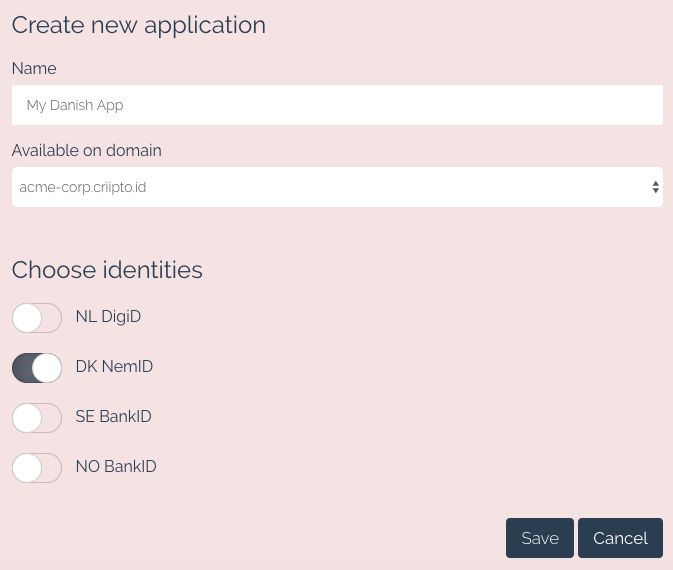 Create new application
Name
My Danish App
Available on domain
acme-corp.criipto.id
Choose identities
NL DigiD
DK NemID
SE BankID
NO BankID
Save Cancel